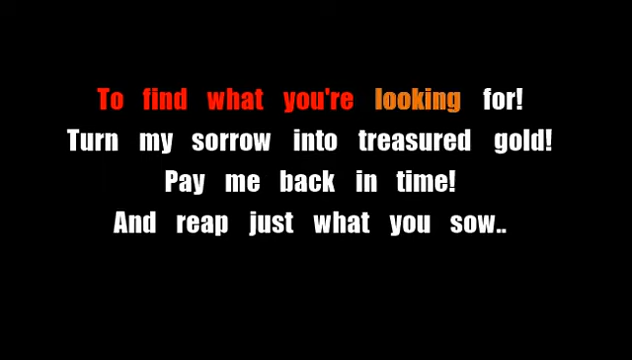 To find what you're looking for!
Turn my sorrow into treasured gold!
Pay me back in time!
And reap just what you sow..